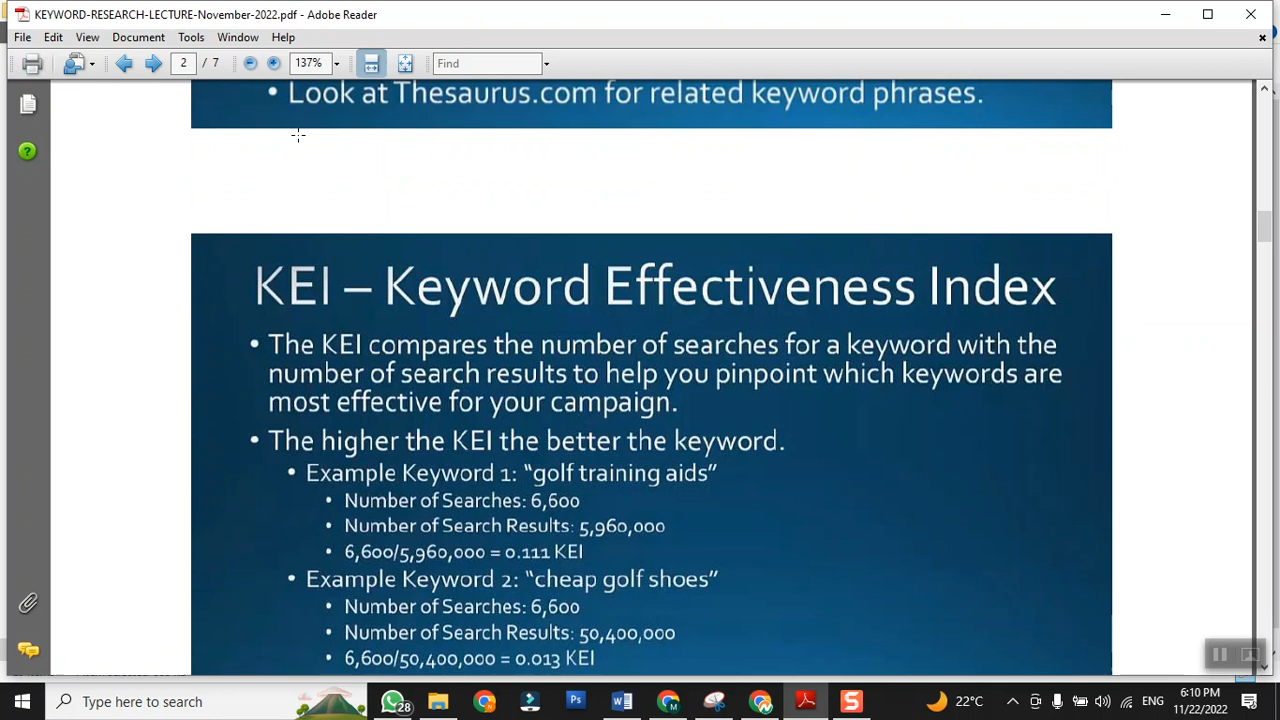 KEYWORD-RESEARCH-LECTURE-November-2022.pdf - Adobe Reader
File Edit View Document Tools Window Help
2 / 7 137% Find
• Look at Thesaurus.com for related keyword phrases.
KEI – Keyword Effectiveness Index
• The KEI compares the number of searches for a keyword with the
number of search results to help you pinpoint which keywords are
most effective for your campaign.
• The higher the KEI the better the keyword.
• Example Keyword 1: “golf training aids”
• Number of Searches: 6,600
• Number of Search Results: 5,960,000
• 6,600/5,960,000 = 0.111 KEI
• Example Keyword 2: “cheap golf shoes”
• Number of Searches: 6,600
• Number of Search Results: 50,400,000
• 6,600/50,400,000 = 0.013 KEI
Type here to search
28
22°C
ENG
6:10 PM
11/22/2022